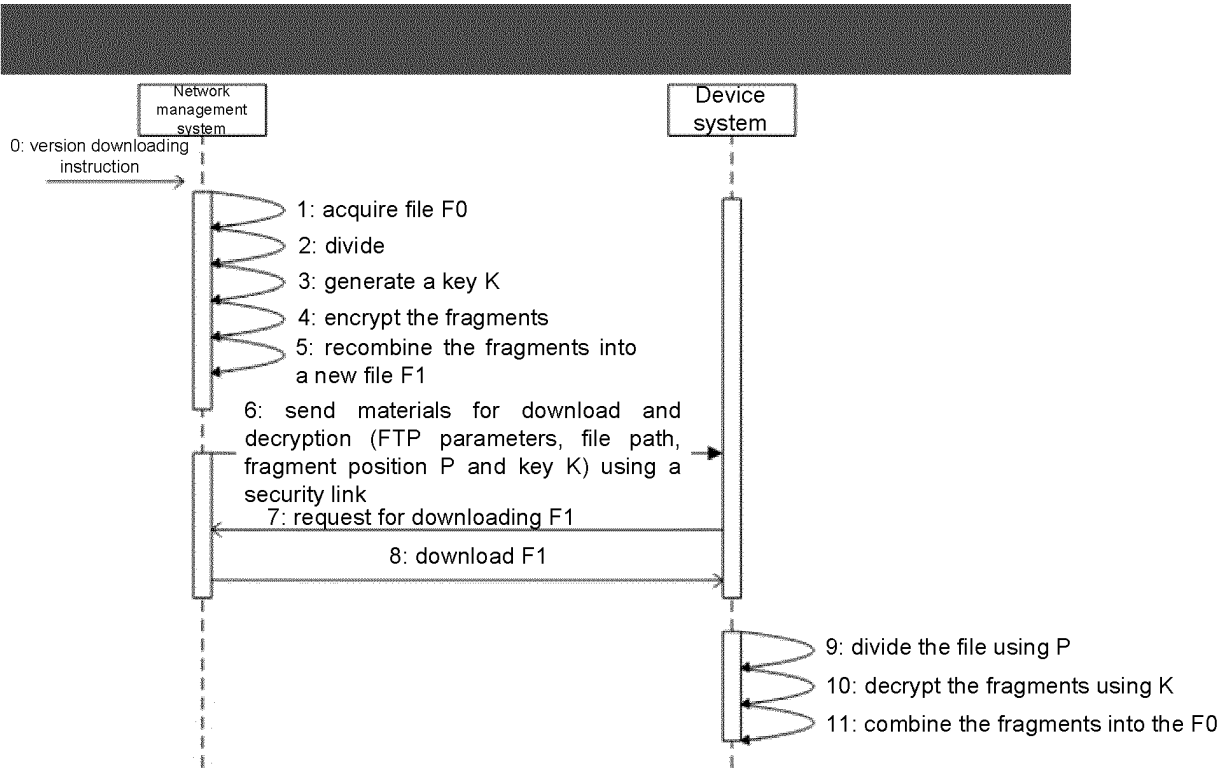 Network
management
system
Device
system
0: version downloading
instruction
1: acquire file F0
2: divide
3: generate a key K
4: encrypt the fragments
5: recombine the fragments into
a new file F1
6: send materials for download and
decryption (FTP parameters, file path,
fragment position P and key K) using a
security link
7: request for downloading F1
8: download F1
9: divide the file using P
10: decrypt the fragments using K
11: combine the fragments into the F0